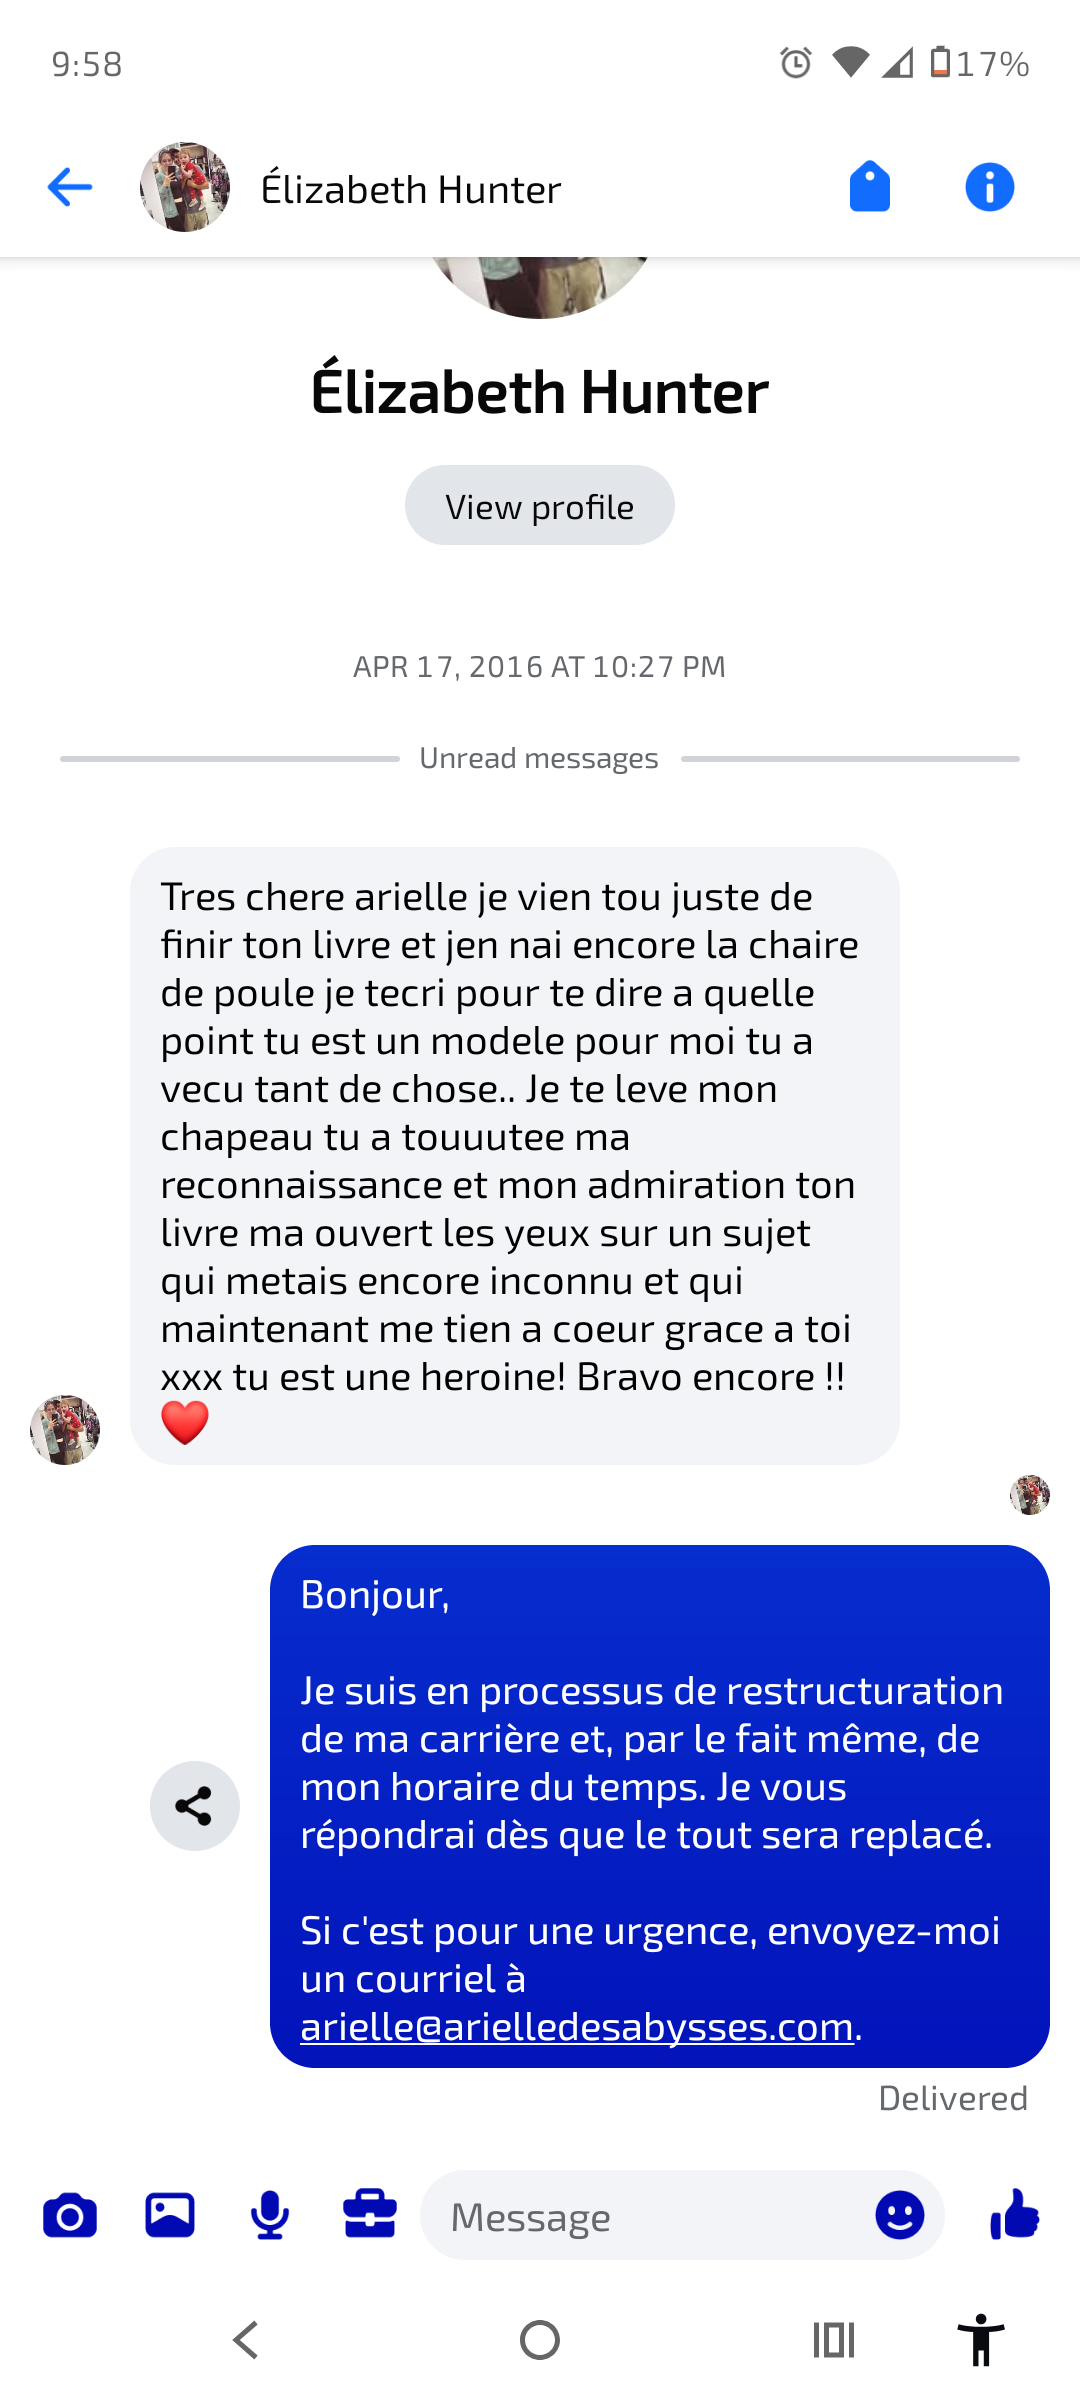 9:58
17%
Élizabeth Hunter
Élizabeth Hunter
View profile
APR 17, 2016 AT 10:27 PM
Unread messages
Tres chere arielle je vien tou juste de
finir ton livre et jen nai encore la chaire
de poule je tecri pour te dire a quelle
point tu est un modele pour moi tu a
vecu tant de chose.. Je te leve mon
chapeau tu a touuutee ma
reconnaissance et mon admiration ton
livre ma ouvert les yeux sur un sujet
qui metais encore inconnu et qui
maintenant me tien a coeur grace a toi
xxx tu est une heroine! Bravo encore !!
❤️
Bonjour,
Je suis en processus de restructuration
de ma carrière et, par le fait même, de
mon horaire du temps. Je vous
répondrai dès que le tout sera replacé.
Si c'est pour une urgence, envoyez-moi
un courriel à
arielle@arielledesabysses.com.
Delivered
Message